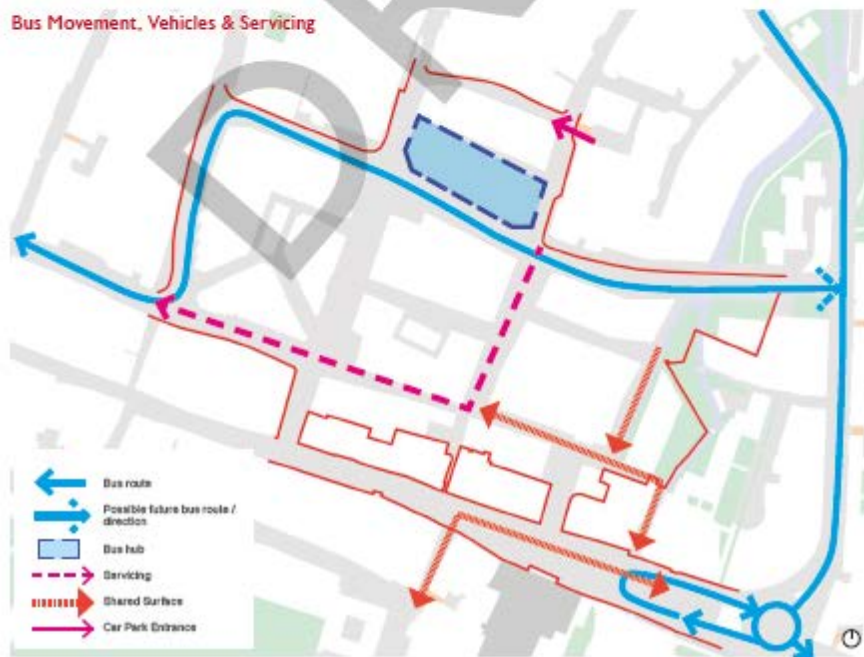 Bus Movement, Vehicles & Servicing
Bus route
Possible future bus route /
direction
Bus hub
Servicing
Shared Surface
Car Park Entrance